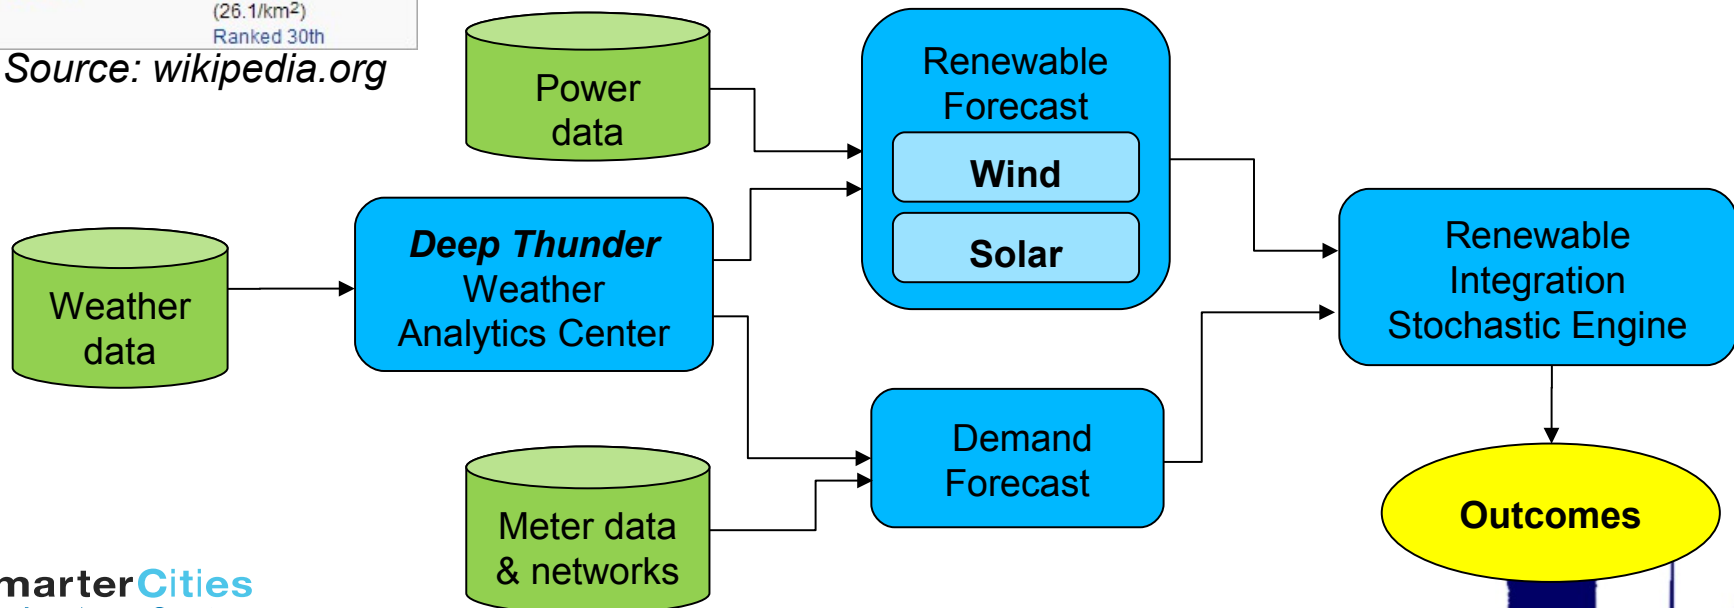 (26.1/km²)
Ranked 30th
Source: wikipedia.org
Power
data
Renewable
Forecast
Wind
Solar
Weather
data
Deep Thunder
Weather
Analytics Center
Renewable
Integration
Stochastic Engine
Demand
Forecast
Meter data
& networks
Outcomes
marterCities